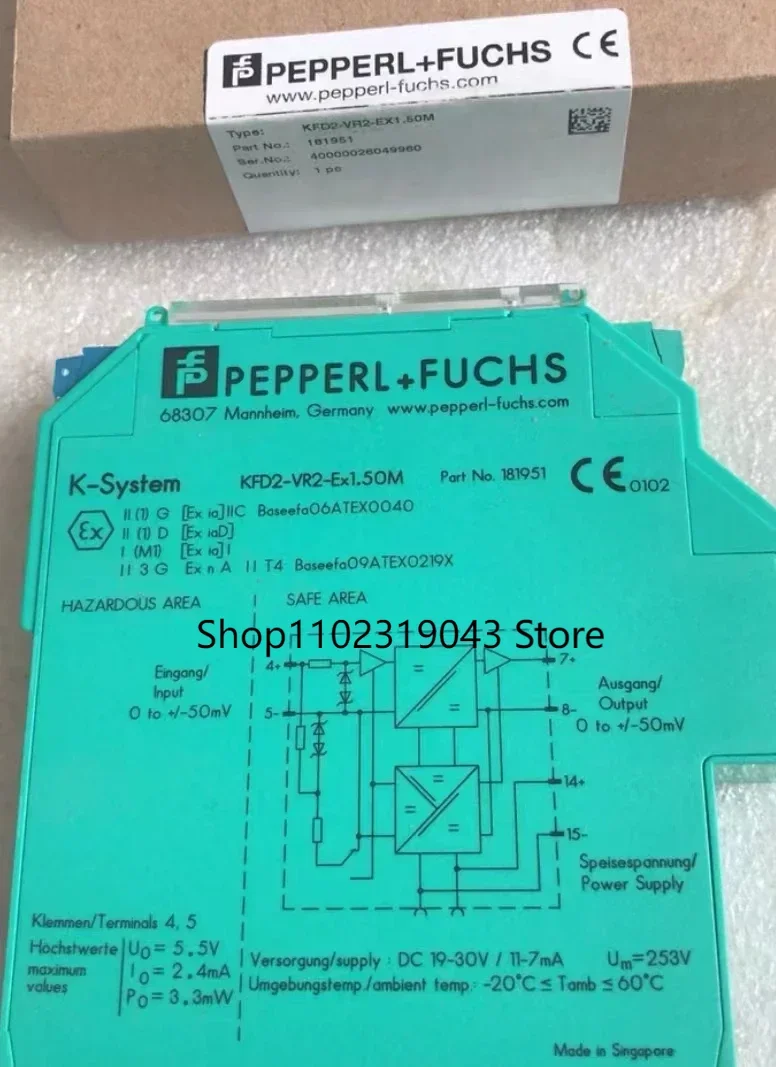 PEPPERL+FUCHS CE
www.pepperl-fuchs.com
Type: KFD2-VR2-EX1.50M
Part No.: 181951
Ser.No.: 40000026049960
Quantity: 1 pc
PEPPERL+FUCHS
68307 Mannheim, Germany www.pepperl-fuchs.com
K-System KFD2-VR2-Ex1.50M Part No. 181951 CE 0102
Ex
II (1) G [Ex ia]IIC Baseefa06ATEX0040
II (1) D [Ex iaD]
I (M1) [Ex ia] I
II 3 G Ex n A II T4 Baseefa09ATEX0219X
HAZARDOUS AREA SAFE AREA
Shop1102319043 Store
4+ 7+
Eingang/
Input
0 to +/-50mV
5- 8-
Ausgang/
Output
0 to +/-50mV
14+
15-
Speisespannung/
Power Supply
Klemmen/Terminals 4, 5
Höchstwerte
maximum
values
Uo= 5.5V
Io= 2.4mA
Po= 3.3mW
Versorgung/supply : DC 19-30V / 11-7mA Um=253V
Umgebungstemp./ambient temp.: -20°C ≤ Tamb ≤ 60°C
Made in Singapore